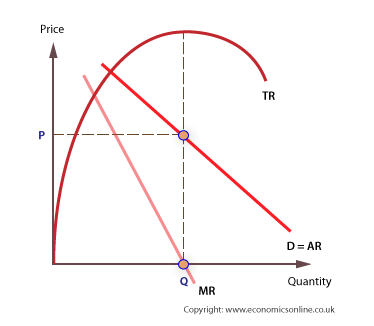 Price
TR
P
D = AR
Q
Quantity
MR
Copyright: www.economicsonline.co.uk